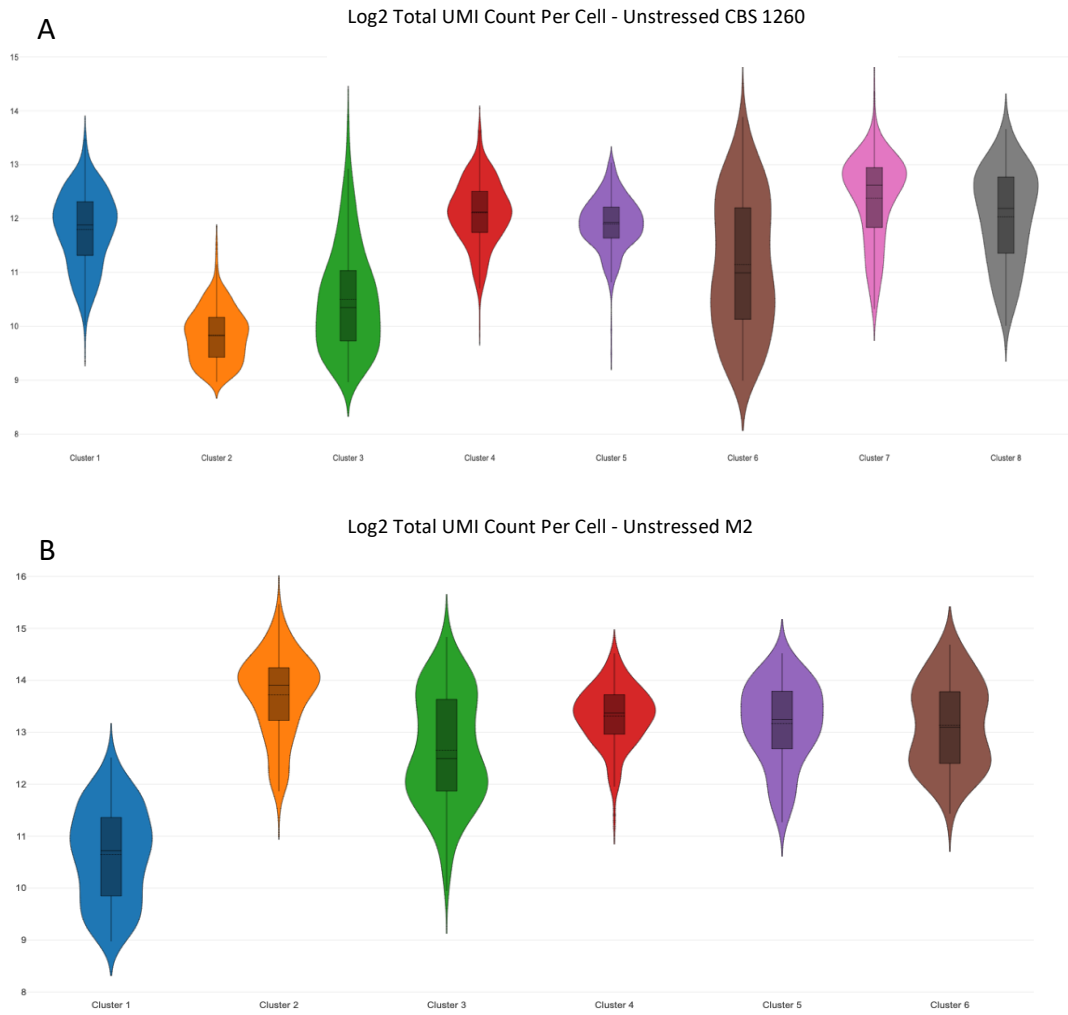 A
Log2 Total UMI Count Per Cell - Unstressed CBS 1260
15
14
13
12
11
10
9
8
Cluster 1 Cluster 2 Cluster 3 Cluster 4 Cluster 5 Cluster 6 Cluster 7 Cluster 8
Log2 Total UMI Count Per Cell - Unstressed M2
B
16
15
14
13
12
11
10
9
8
Cluster 1 Cluster 2 Cluster 3 Cluster 4 Cluster 5 Cluster 6